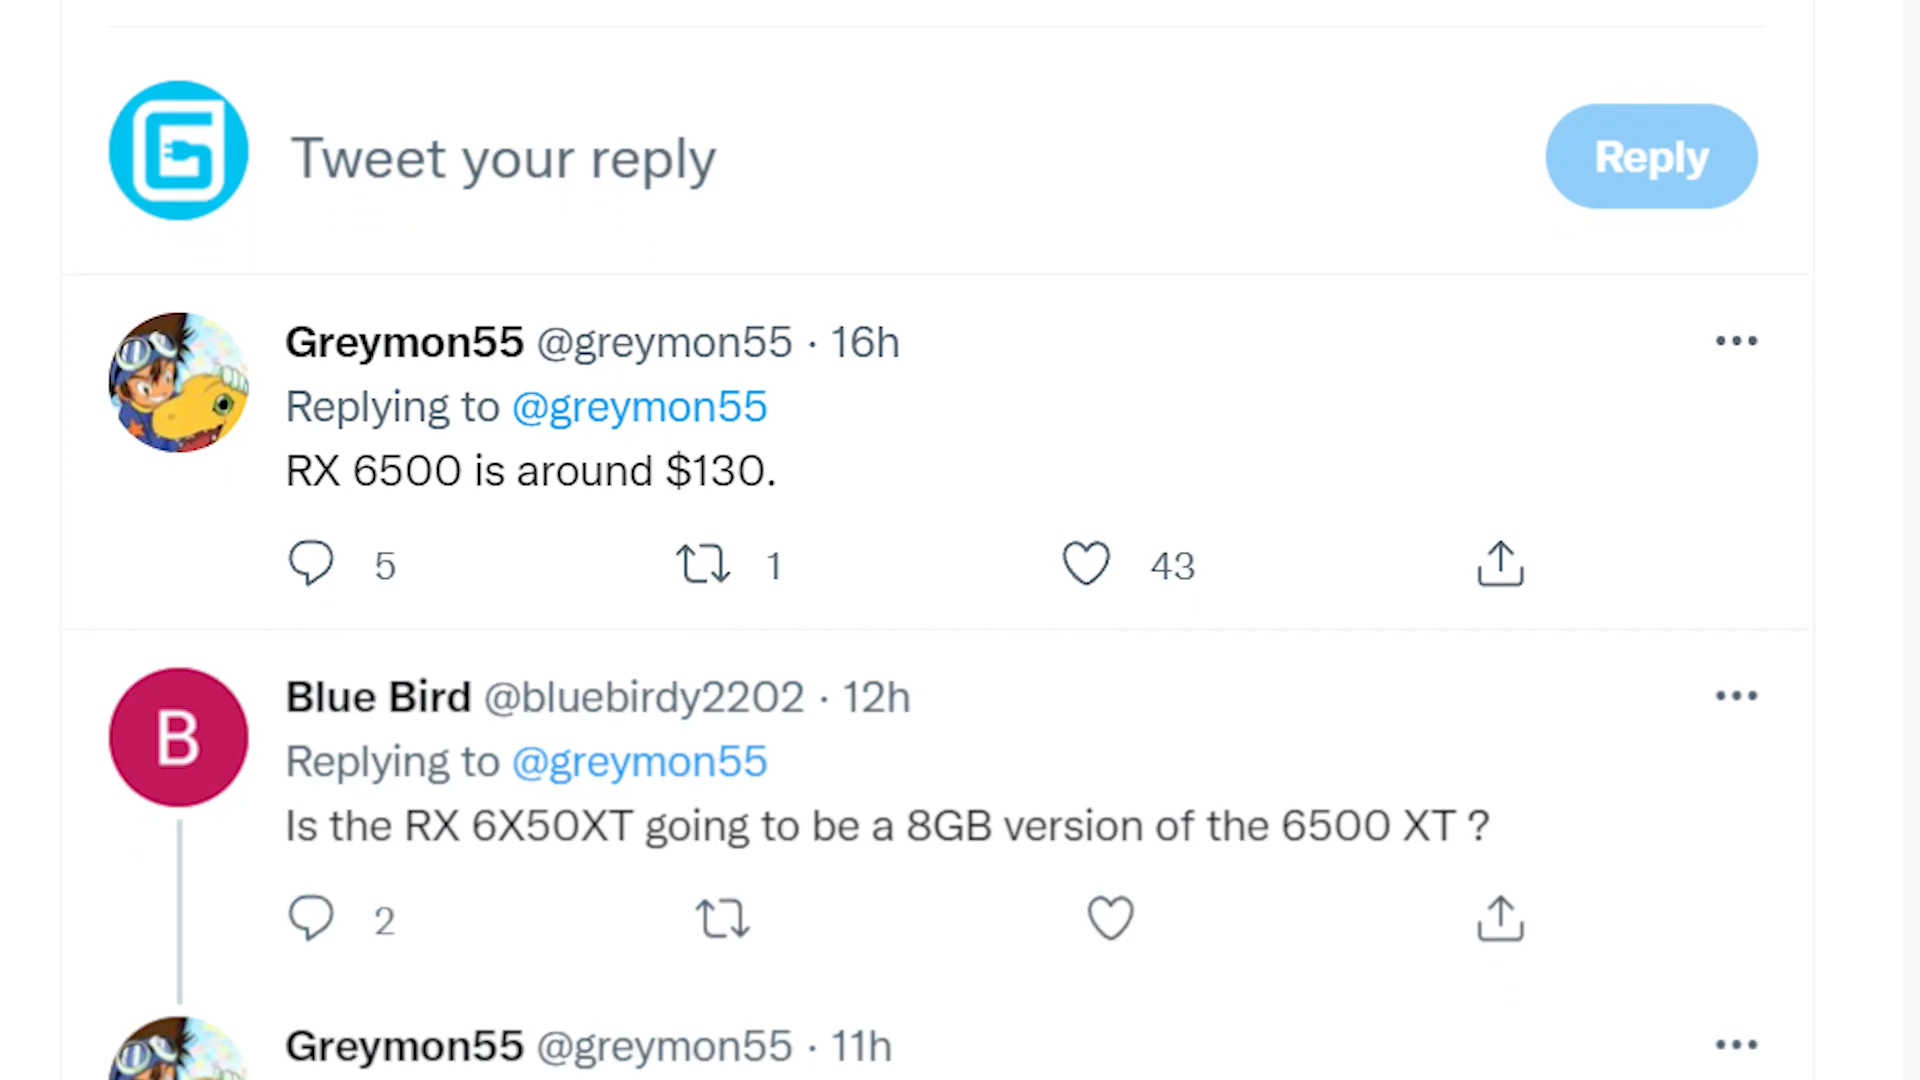 Tweet your reply
Reply
Greymon55 @greymon55 · 16h
Replying to @greymon55
RX 6500 is around $130.
5 1 43
B
Blue Bird @bluebirdy2202 · 12h
Replying to @greymon55
Is the RX 6X50XT going to be a 8GB version of the 6500 XT ?
2
Greymon55 @greymon55 · 11h